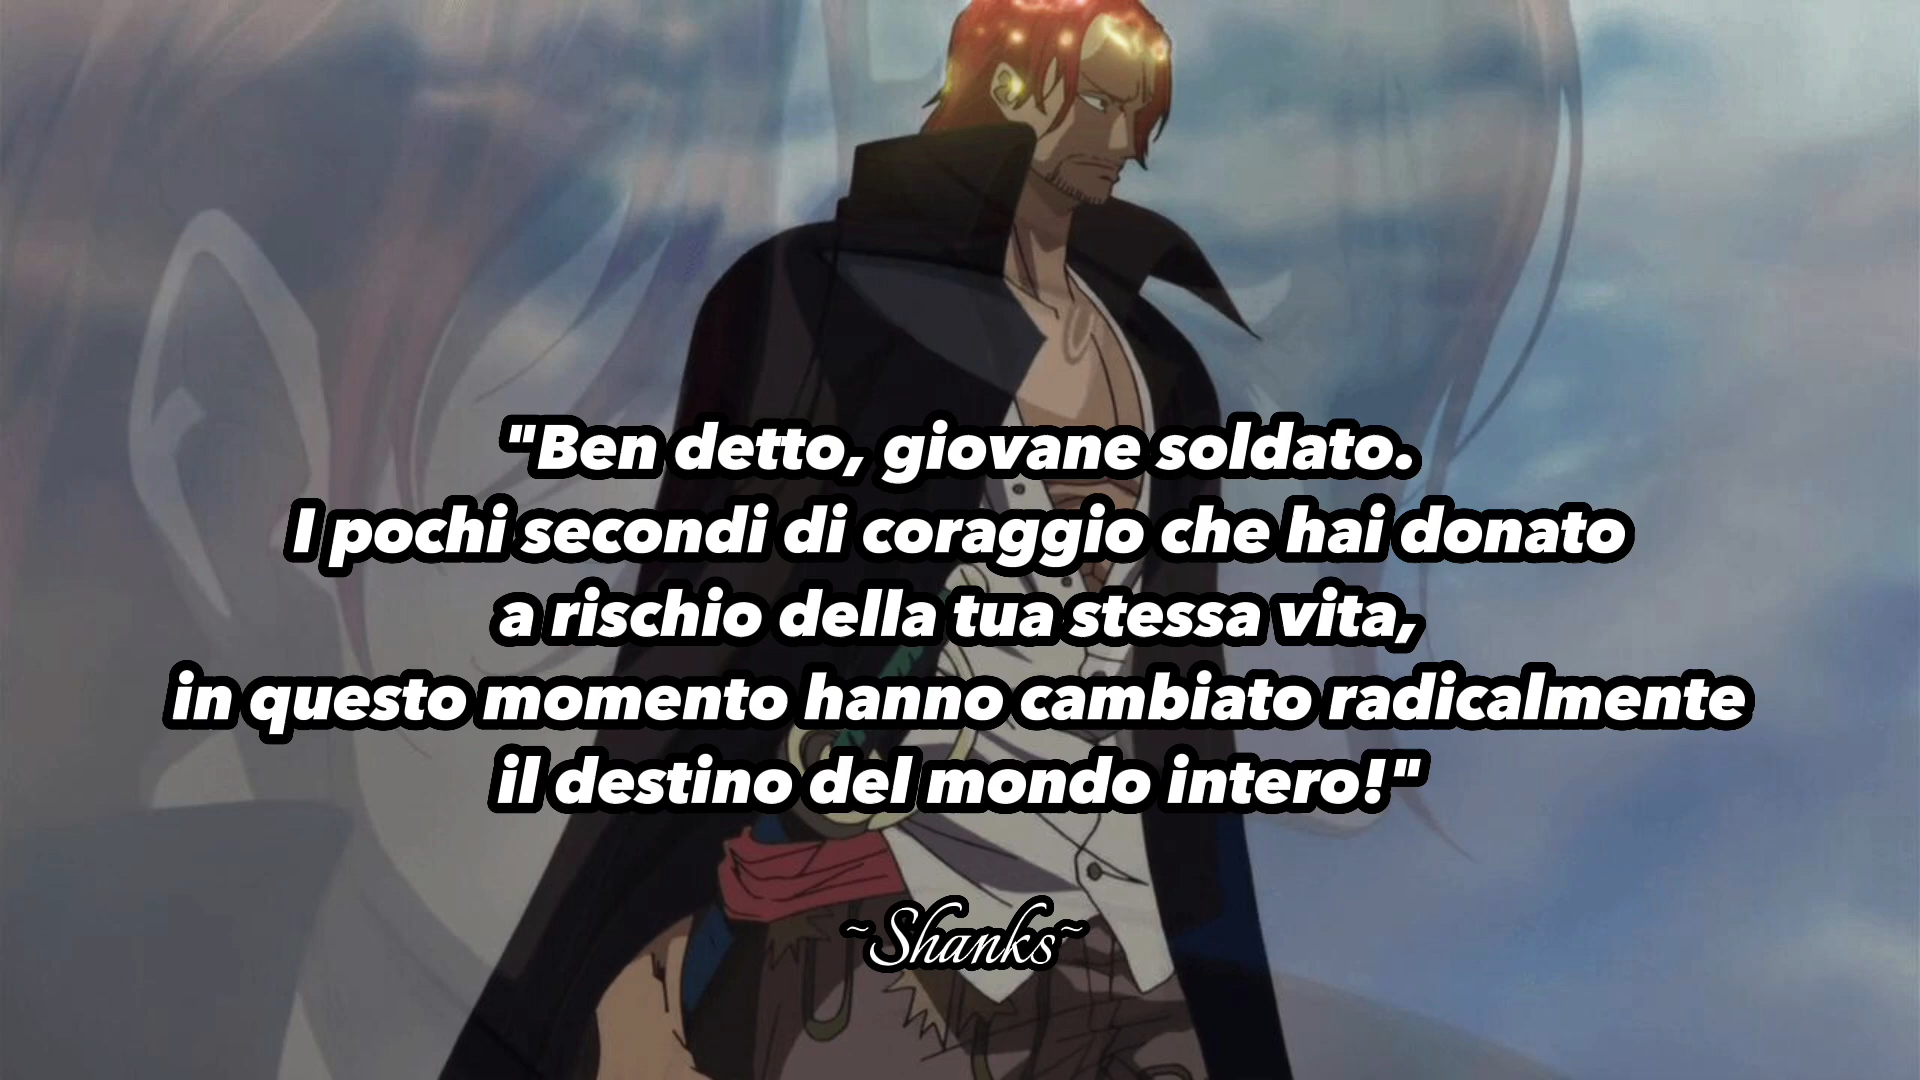 "Ben detto, giovane soldato.
I pochi secondi di coraggio che hai donato
a rischio della tua stessa vita,
in questo momento hanno cambiato radicalmente
il destino del mondo intero!"
~Shanks~